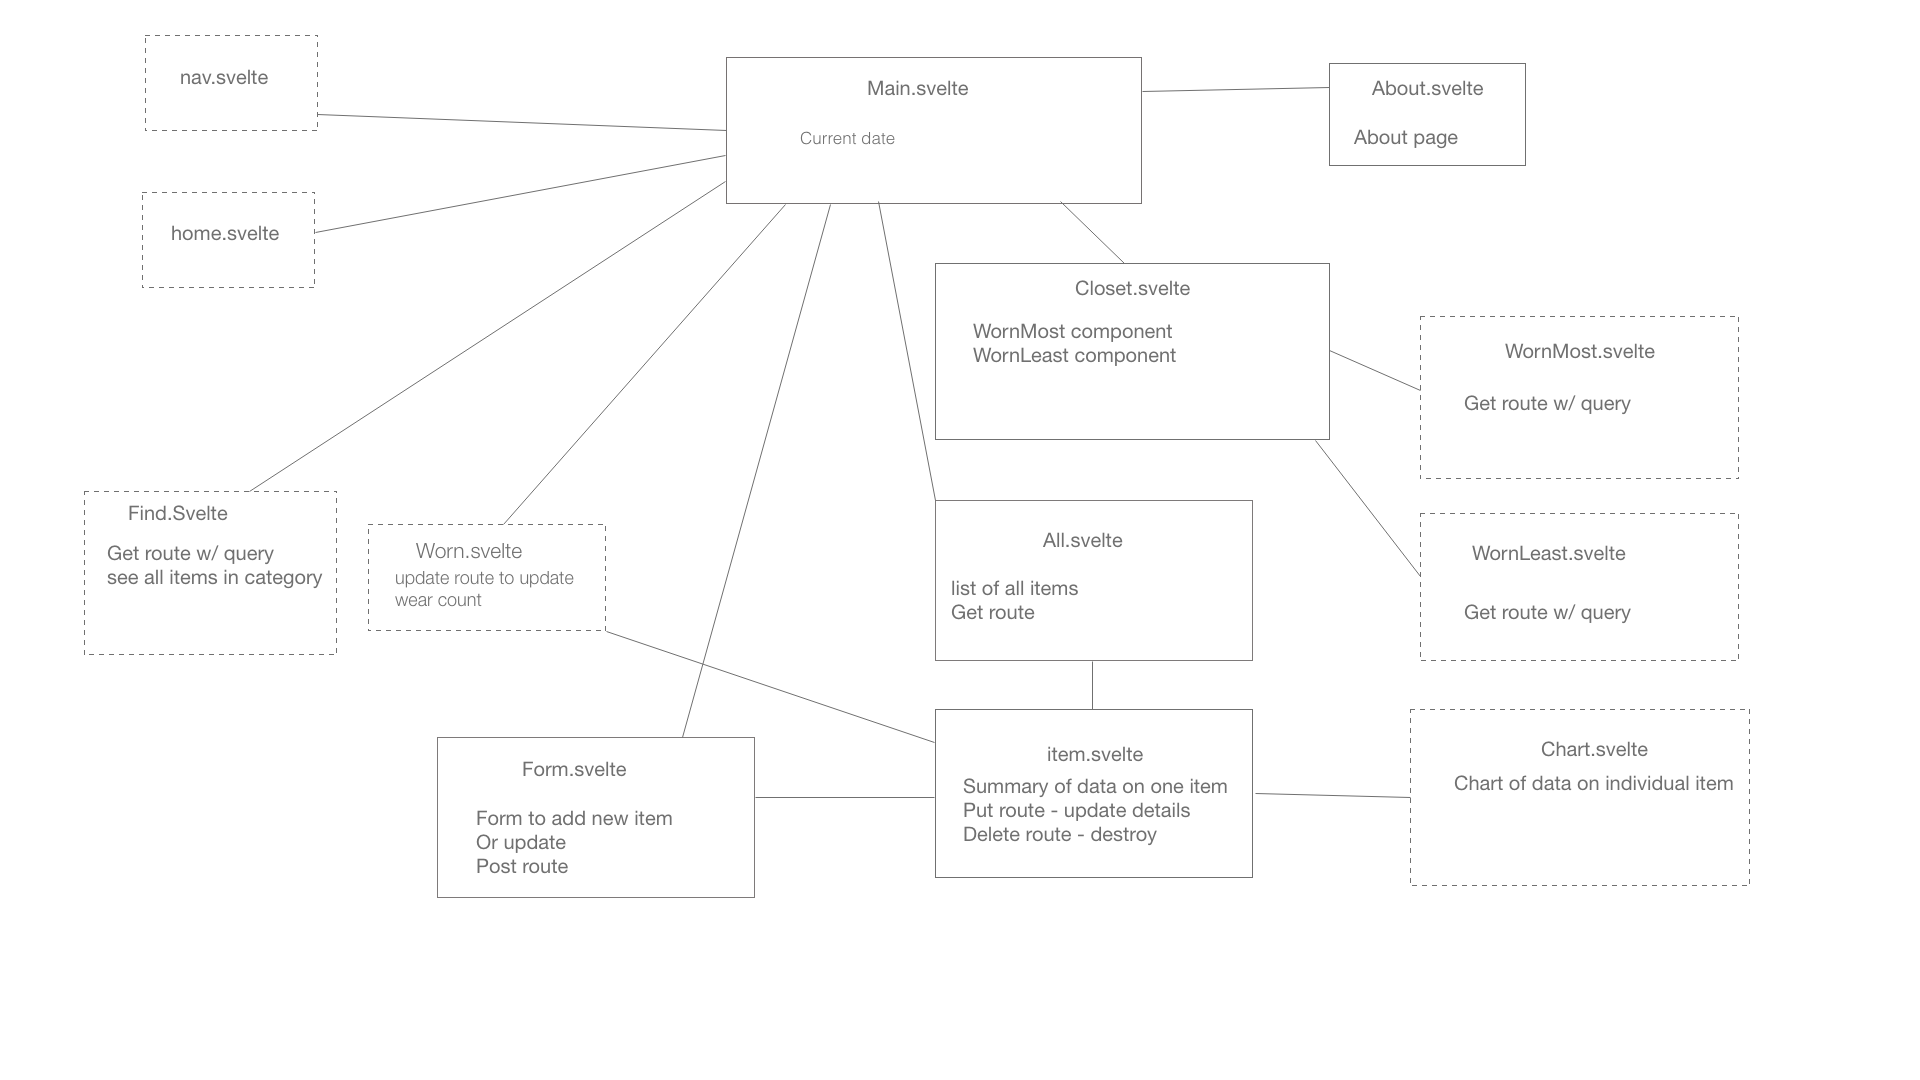 nav.svelte
Main.svelte
Current date
About.svelte
About page
home.svelte
Closet.svelte
WornMost component
WornLeast component
WornMost.svelte
Get route w/ query
Find.Svelte
Get route w/ query
see all items in category
Worn.svelte
update route to update
wear count
All.svelte
list of all items
Get route
WornLeast.svelte
Get route w/ query
Form.svelte
Form to add new item
Or update
Post route
item.svelte
Summary of data on one item
Put route - update details
Delete route - destroy
Chart.svelte
Chart of data on individual item